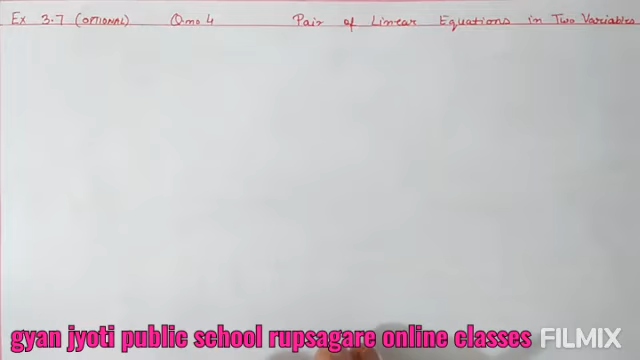 Ex 3.7 (OPTIONAL) Q.no 4 Pair of Linear Equations in Two Variables
gyan jyoti public school rupsagare online classes
FILMIX